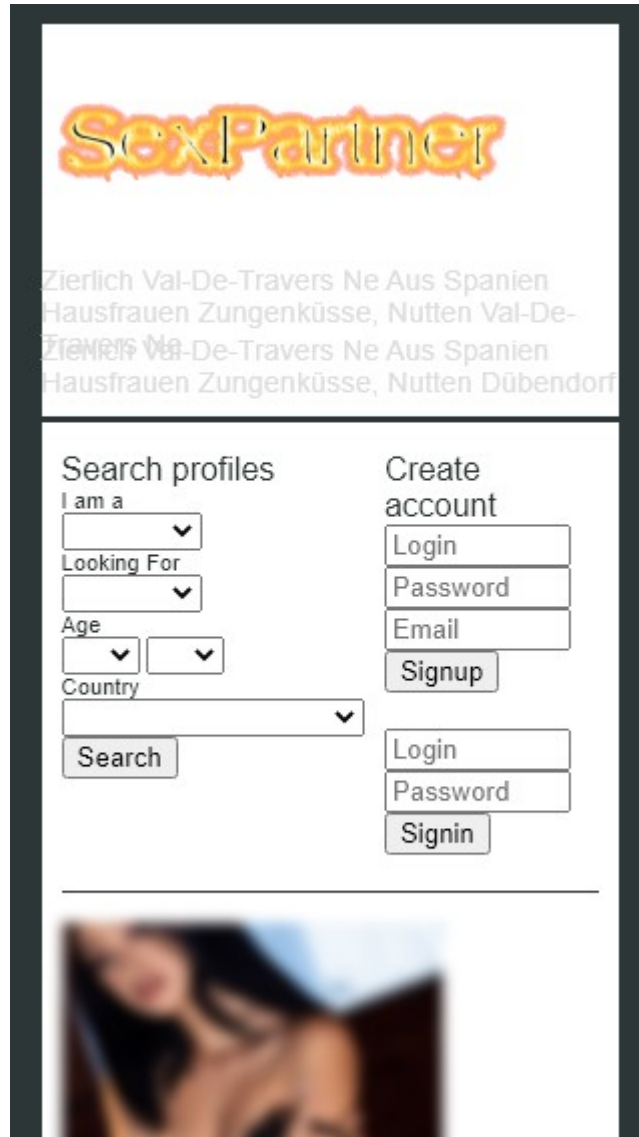 SexPartner
Zierlich Val-De-Travers Ne Aus Spanien
Hausfrauen Zungenküsse, Nutten Val-De-
Travers Ne
Zierlich Val-De-Travers Ne Aus Spanien
Hausfrauen Zungenküsse, Nutten Dübendorf
Search profiles
I am a
Looking For
Age
Country
Search
Create
account
Login
Password
Email
Signup
Login
Password
Signin